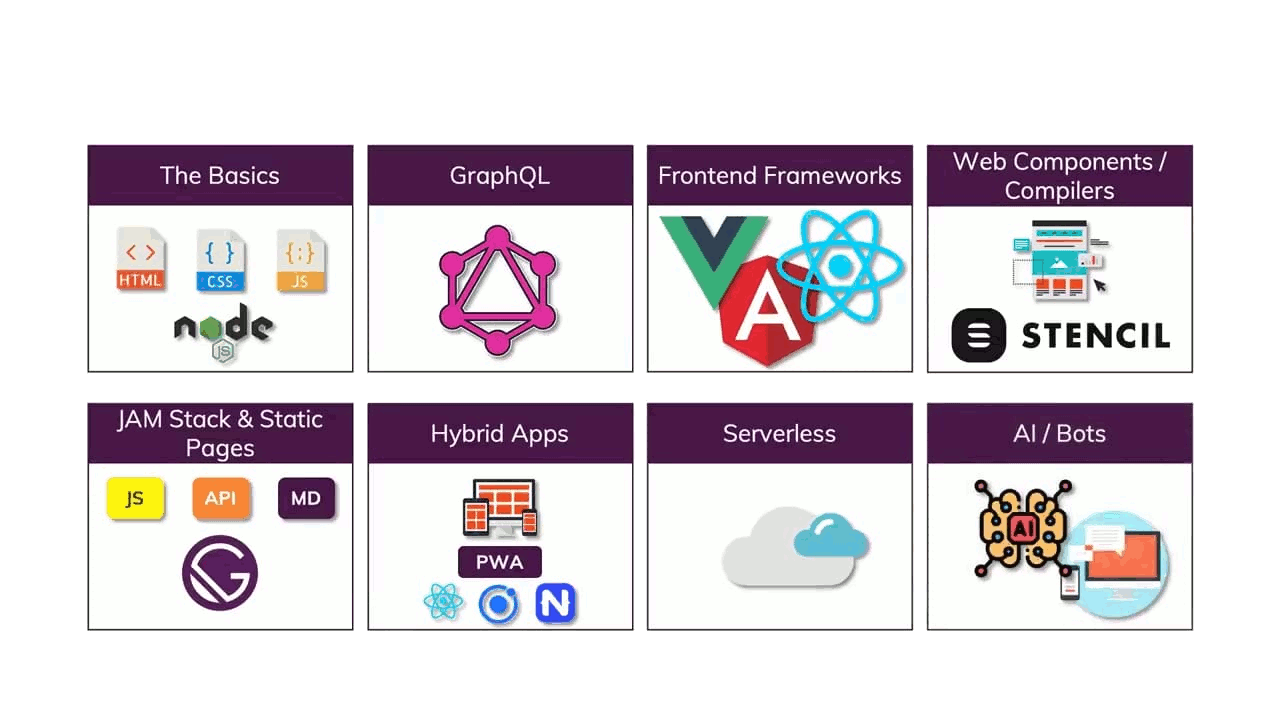 The Basics
GraphQL
Frontend Frameworks
Web Components /
Compilers
HTML
CSS
JS
node
JS
STENCIL
JAM Stack & Static
Pages
Hybrid Apps
Serverless
AI / Bots
JS
API
MD
PWA
N
AI